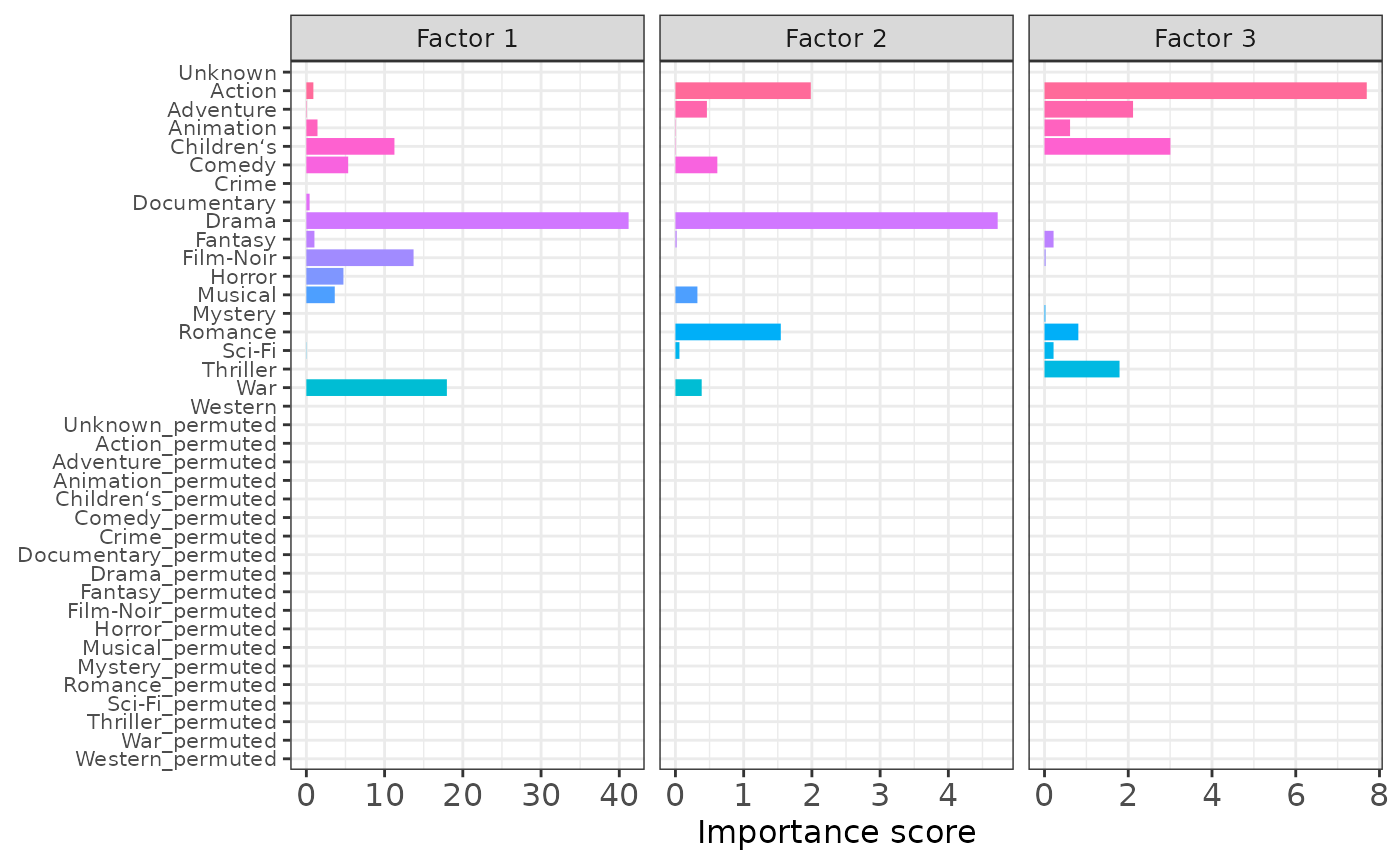 Factor 1 Factor 2 Factor 3
Unknown
Action
Adventure
Animation
Children‘s
Comedy
Crime
Documentary
Drama
Fantasy
Film-Noir
Horror
Musical
Mystery
Romance
Sci-Fi
Thriller
War
Western
Unknown_permuted
Action_permuted
Adventure_permuted
Animation_permuted
Children‘s_permuted
Comedy_permuted
Crime_permuted
Documentary_permuted
Drama_permuted
Fantasy_permuted
Film-Noir_permuted
Horror_permuted
Musical_permuted
Mystery_permuted
Romance_permuted
Sci-Fi_permuted
Thriller_permuted
War_permuted
Western_permuted
0 10 20 30 40 0 1 2 3 4 0 2 4 6 8
Importance score